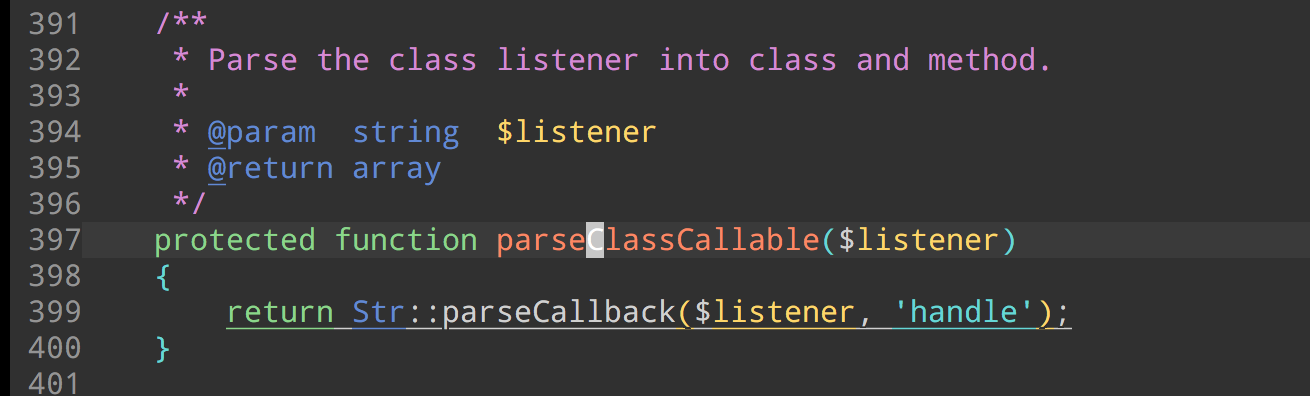 391     /**
392      * Parse the class listener into class and method.
393      *
394      * @param  string  $listener
395      * @return array
396      */
397     protected function parseClassCallable($listener)
398     {
399         return Str::parseCallback($listener, 'handle');
400     }
401